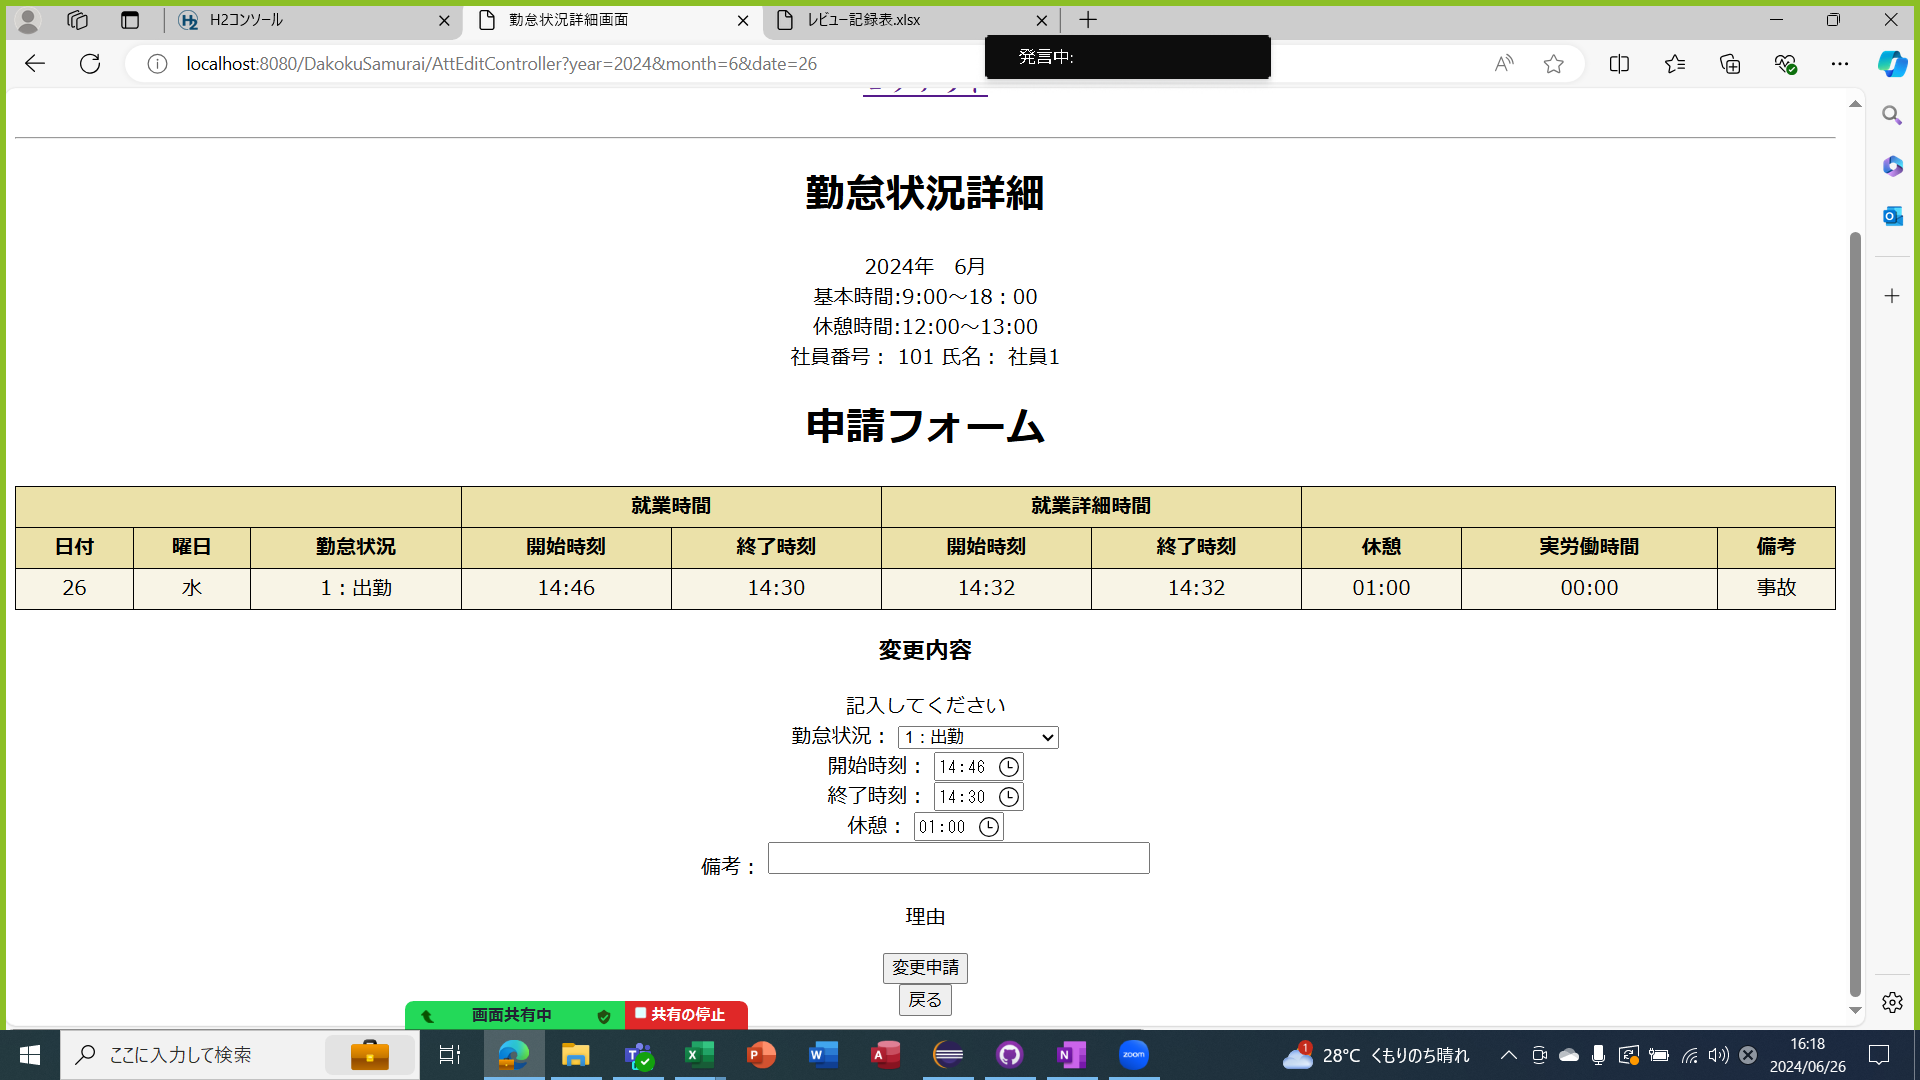 H2コンソール
勤怠状況詳細画面
レビュー記録表.xlsx
localhost:8080/DakokuSamurai/AttEditController?year=2024&month=6&date=26
発言中:
勤怠状況詳細
2024年　6月
基本時間:9:00～18：00
休憩時間:12:00～13:00
社員番号： 101 氏名： 社員1
申請フォーム
就業時間 就業詳細時間
日付 曜日 勤怠状況 開始時刻 終了時刻 開始時刻 終了時刻 休憩 実労働時間 備考
26 水 1：出勤 14:46 14:30 14:32 14:32 01:00 00:00 事故
変更内容
記入してください
勤怠状況： 1：出勤
開始時刻： 14:46
終了時刻： 14:30
休憩： 01:00
備考：
理由
変更申請
戻る
画面共有中 共有の停止
ここに入力して検索
zoom
1
28°C くもりのち晴れ
16:18
2024/06/26